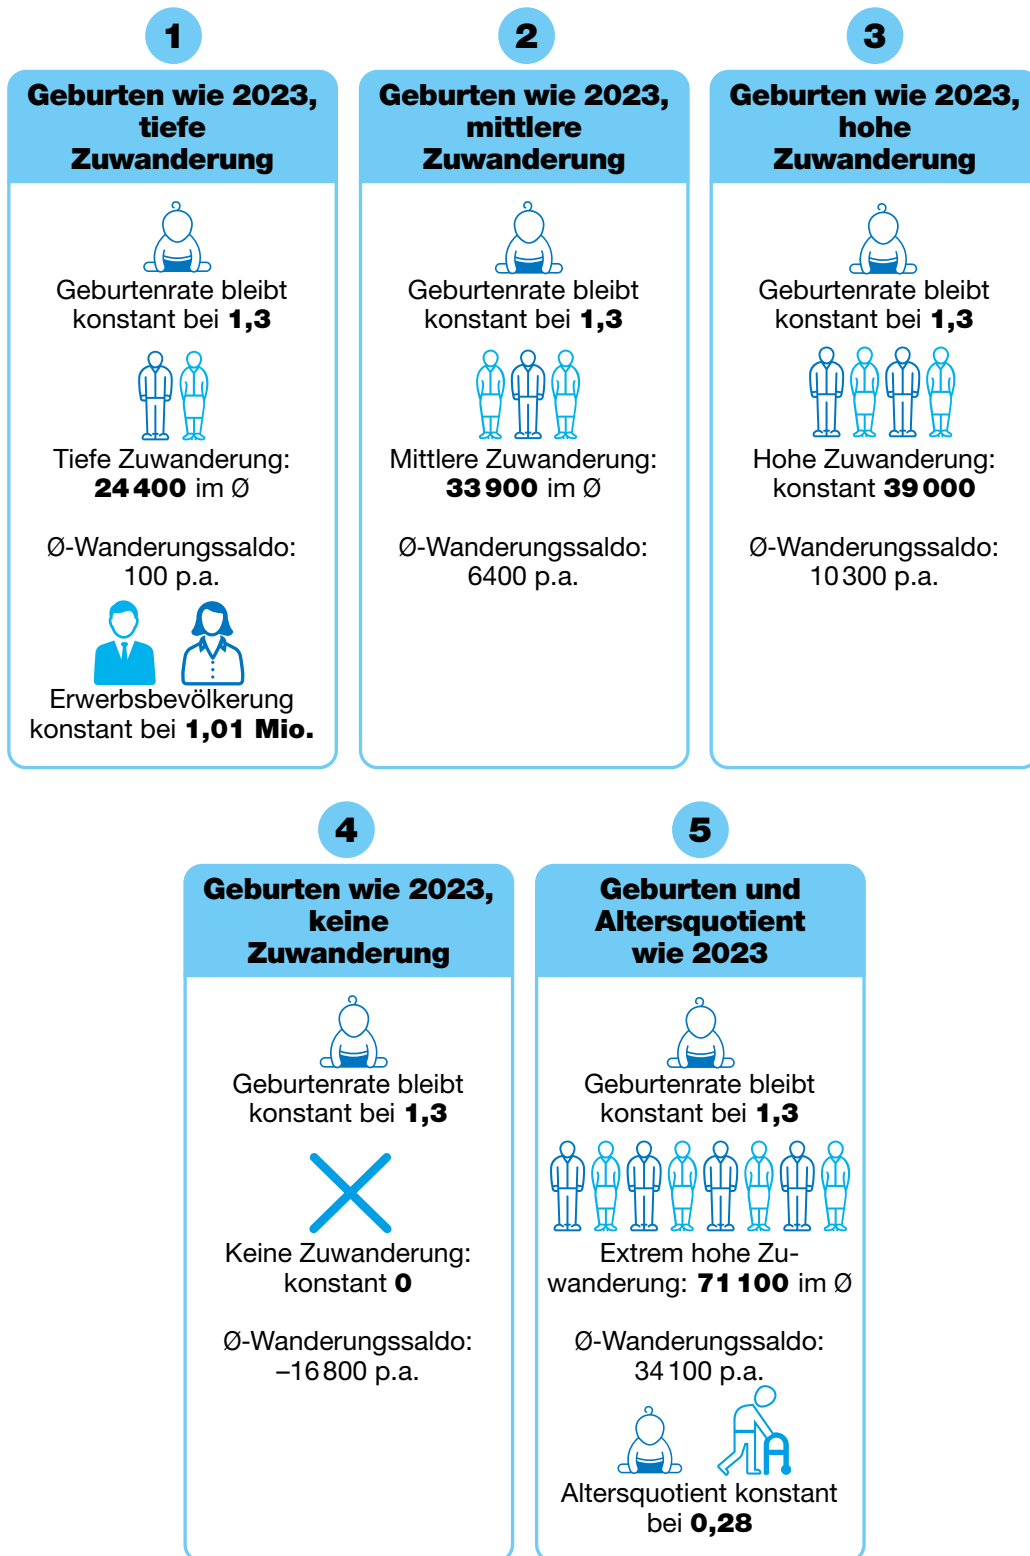 1
Geburten wie 2023,
tiefe
Zuwanderung
Geburtenrate bleibt
konstant bei 1,3
Tiefe Zuwanderung:
24 400 im Ø
Ø-Wanderungssaldo:
100 p.a.
Erwerbsbevölkerung
konstant bei 1,01 Mio.
2
Geburten wie 2023,
mittlere
Zuwanderung
Geburtenrate bleibt
konstant bei 1,3
Mittlere Zuwanderung:
33 900 im Ø
Ø-Wanderungssaldo:
6400 p.a.
3
Geburten wie 2023,
hohe
Zuwanderung
Geburtenrate bleibt
konstant bei 1,3
Hohe Zuwanderung:
konstant 39 000
Ø-Wanderungssaldo:
10 300 p.a.
4
Geburten wie 2023,
keine
Zuwanderung
Geburtenrate bleibt
konstant bei 1,3
Keine Zuwanderung:
konstant 0
Ø-Wanderungssaldo:
–16 800 p.a.
5
Geburten und
Altersquotient
wie 2023
Geburtenrate bleibt
konstant bei 1,3
Extrem hohe Zu-
wanderung: 71 100 im Ø
Ø-Wanderungssaldo:
34 100 p.a.
Altersquotient konstant
bei 0,28